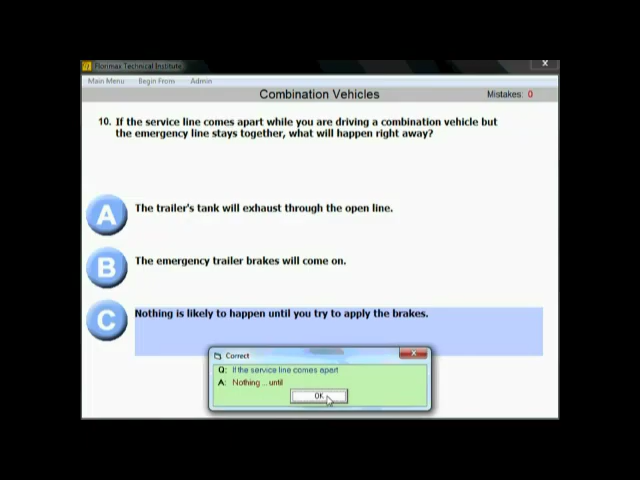 Ronmax Technical Institute
Main Menu Begin From Admin
Combination Vehicles Mistakes: 0
10. If the service line comes apart while you are driving a combination vehicle but
the emergency line stays together, what will happen right away?
A The trailer's tank will exhaust through the open line.
B The emergency trailer brakes will come on.
C Nothing is likely to happen until you try to apply the brakes.
Correct
Q: If the service line comes apart
A: Nothing ... until
OK